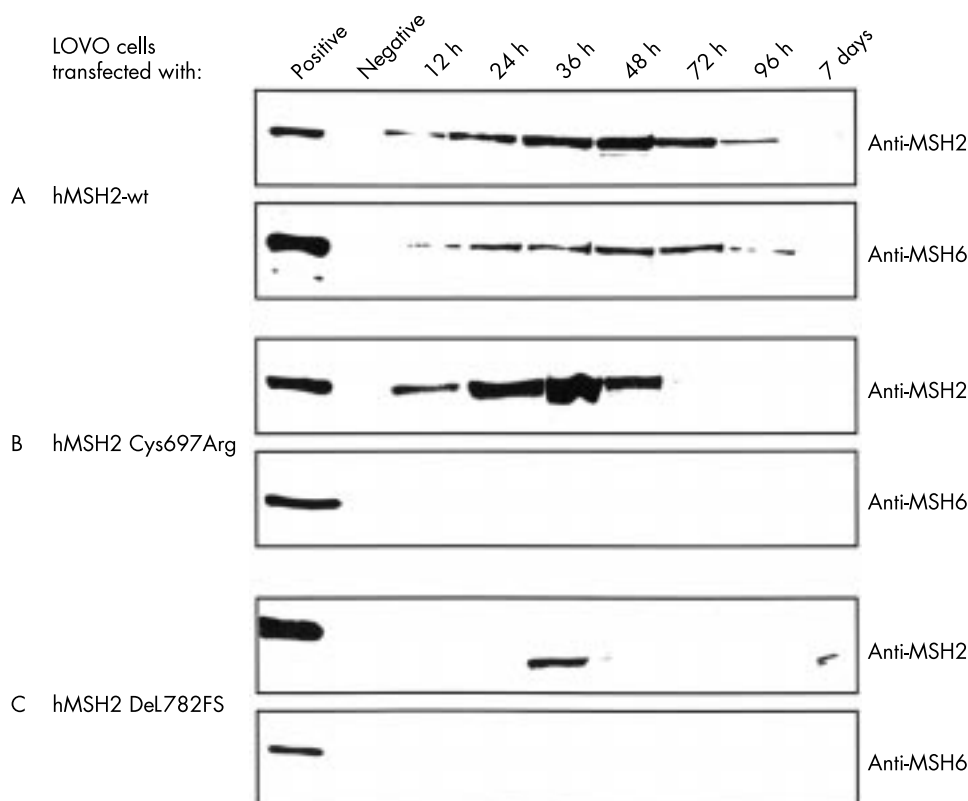 LOVO cells
transfected with:
Positive Negative 12 h 24 h 36 h 48 h 72 h 96 h 7 days
Anti-MSH2
A hMSH2-wt
Anti-MSH6
Anti-MSH2
B hMSH2 Cys697Arg
Anti-MSH6
Anti-MSH2
C hMSH2 DeL782FS
Anti-MSH6